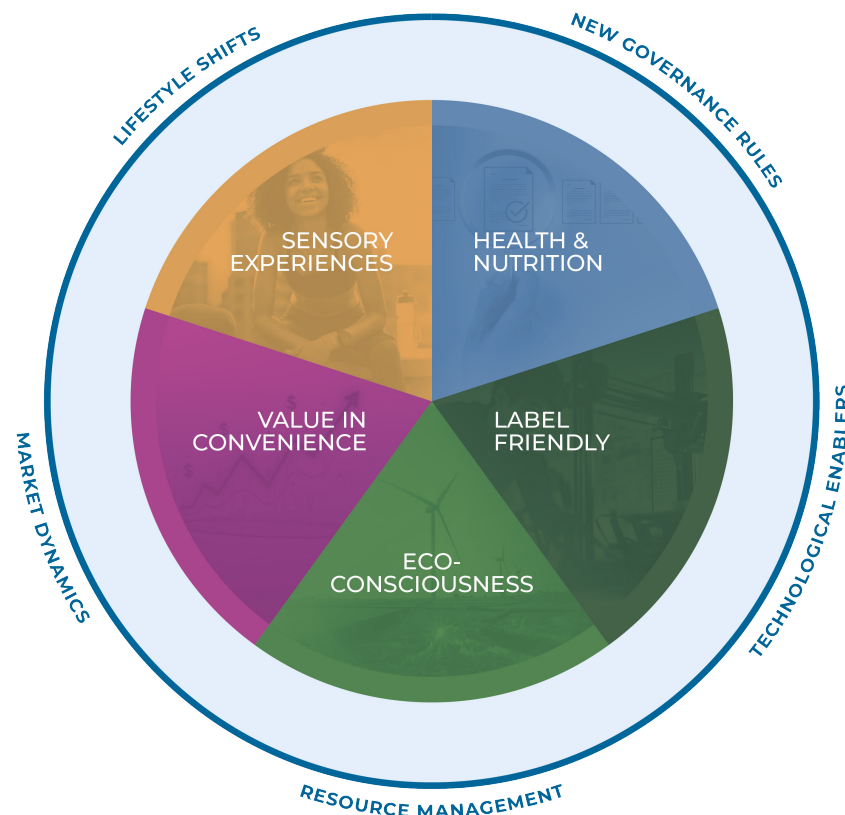 LIFESTYLE SHIFTS
NEW GOVERNANCE RULES
SENSORY
EXPERIENCES
HEALTH &
NUTRITION
VALUE IN
CONVENIENCE
LABEL
FRIENDLY
ECO-
CONSCIOUSNESS
MARKET DYNAMICS
TECHNOLOGICAL ENABLERS
RESOURCE MANAGEMENT
$
$
$